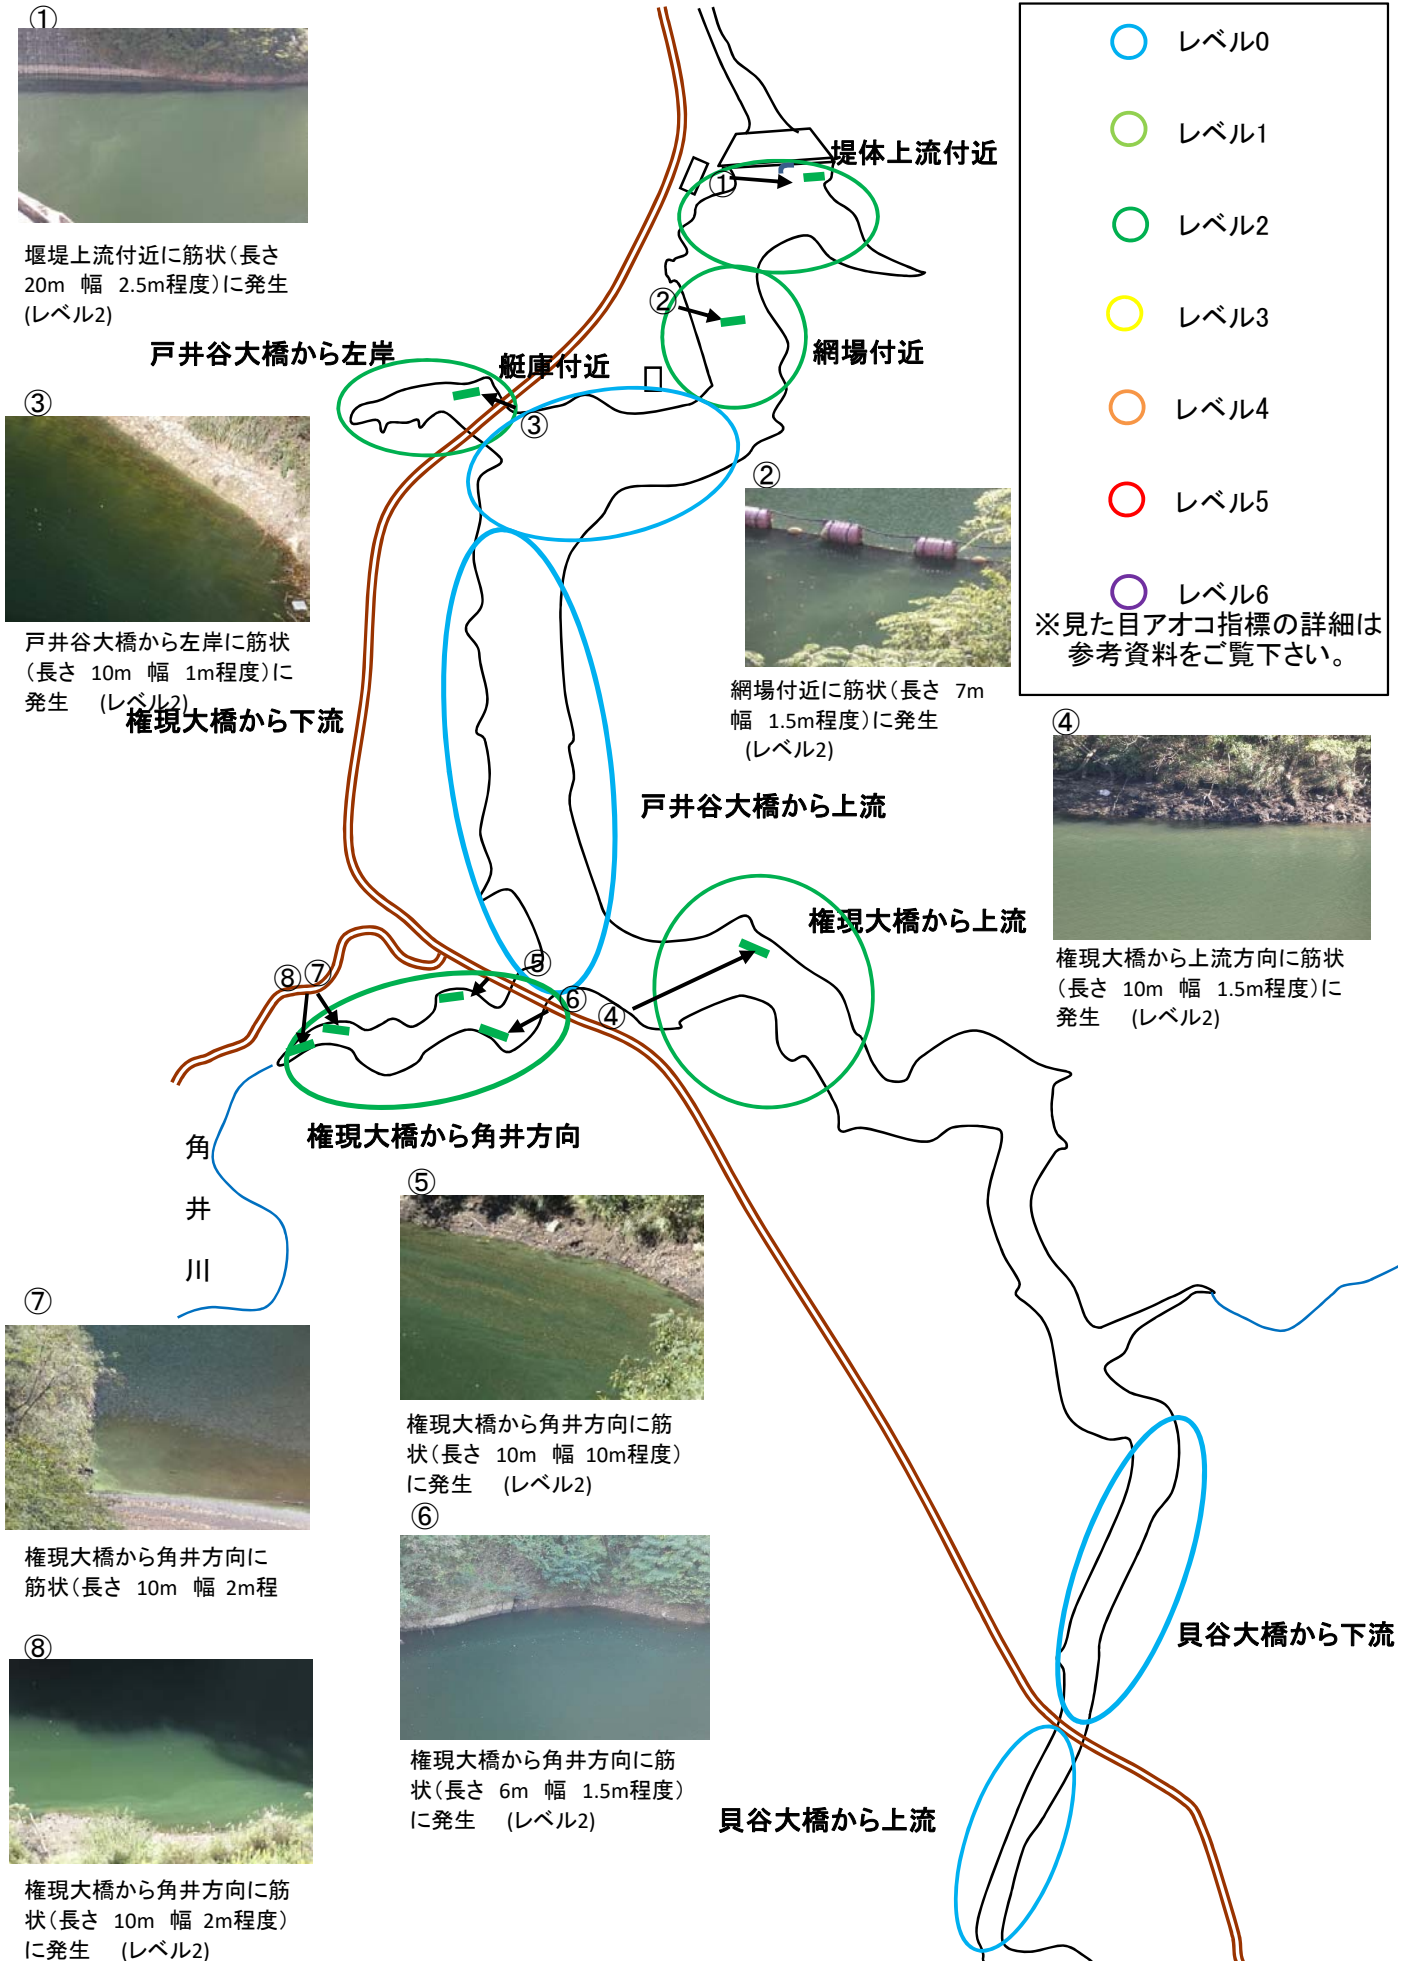 ①
堰堤上流付近に筋状（長さ
20m 幅 2.5m程度）に発生
(レベル2)
レベル0
レベル1
レベル2
レベル3
レベル4
レベル5
レベル6
※見た目アオコ指標の詳細は
参考資料をご覧下さい。
堤体上流付近
①
②
網場付近
戸井谷大橋から左岸
艇庫付近
③
③
戸井谷大橋から左岸に筋状
（長さ 10m 幅 1m程度）に
発生 (レベル2)
②
網場付近に筋状（長さ 7m
幅 1.5m程度）に発生
(レベル2)
権現大橋から下流
戸井谷大橋から上流
④
権現大橋から上流方向に筋状
（長さ 10m 幅 1.5m程度）に
発生 (レベル2)
権現大橋から上流
④
⑤
⑥
⑦
⑧
権現大橋から角井方向
角
井
川
⑤
権現大橋から角井方向に筋
状（長さ 10m 幅 10m程度）
に発生 (レベル2)
⑥
権現大橋から角井方向に筋
状（長さ 6m 幅 1.5m程度）
に発生 (レベル2)
⑦
権現大橋から角井方向に
筋状（長さ 10m 幅 2m程
⑧
権現大橋から角井方向に筋
状（長さ 10m 幅 2m程度）
に発生 (レベル2)
貝谷大橋から下流
貝谷大橋から上流